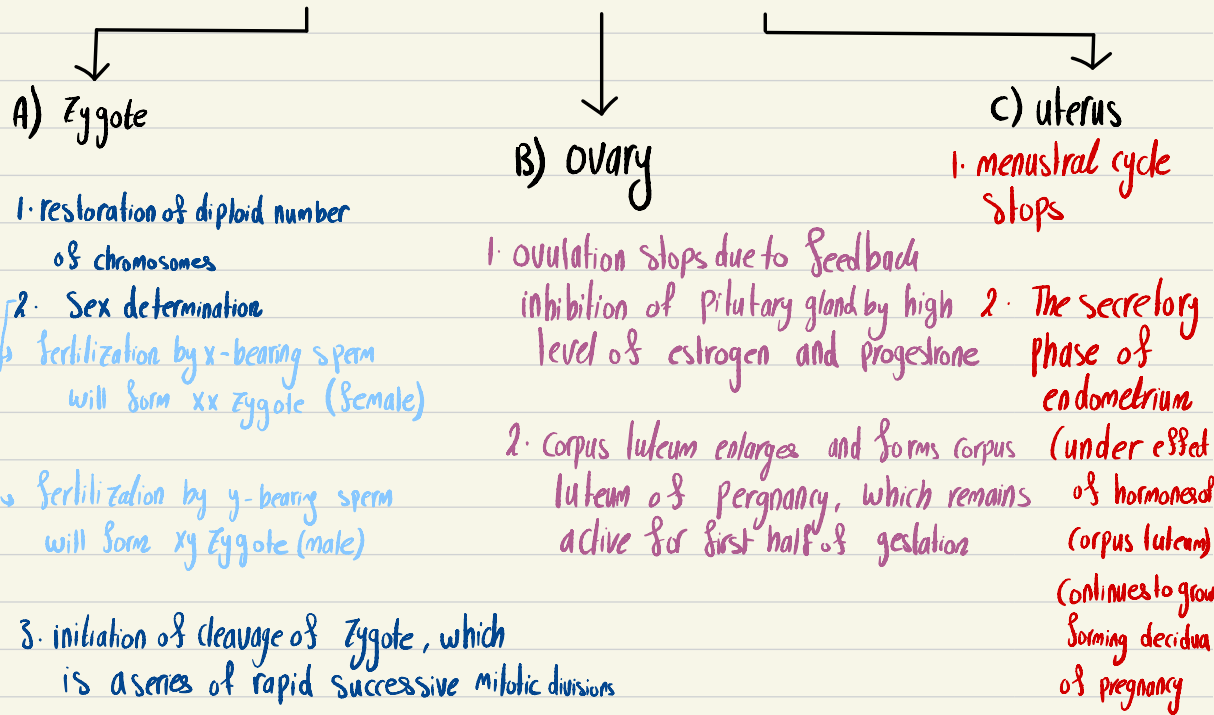 A) Zygote
1. restoration of diploid number
of chromosomes
2. Sex determination
fertilization by x-bearing sperm
will form xx zygote (female)
fertilization by y-bearing sperm
will form xy zygote (male)
3. initiation of cleavage of zygote, which
is a series of rapid successive mitotic divisions
B) Ovary
1. ovulation stops due to feedback
inhibition of pitutary gland by high
level of estrogen and progestrone
2. corpus luteum enlarges and forms corpus
luteum of pergnancy, which remains
active for first half of gestation
C) uterus
1. menustral cycle
stops
2. The secretory
phase of
endometrium
(under effect
of hormones of
corpus luteum)
continues to grow
forming decidua
of pregnancy